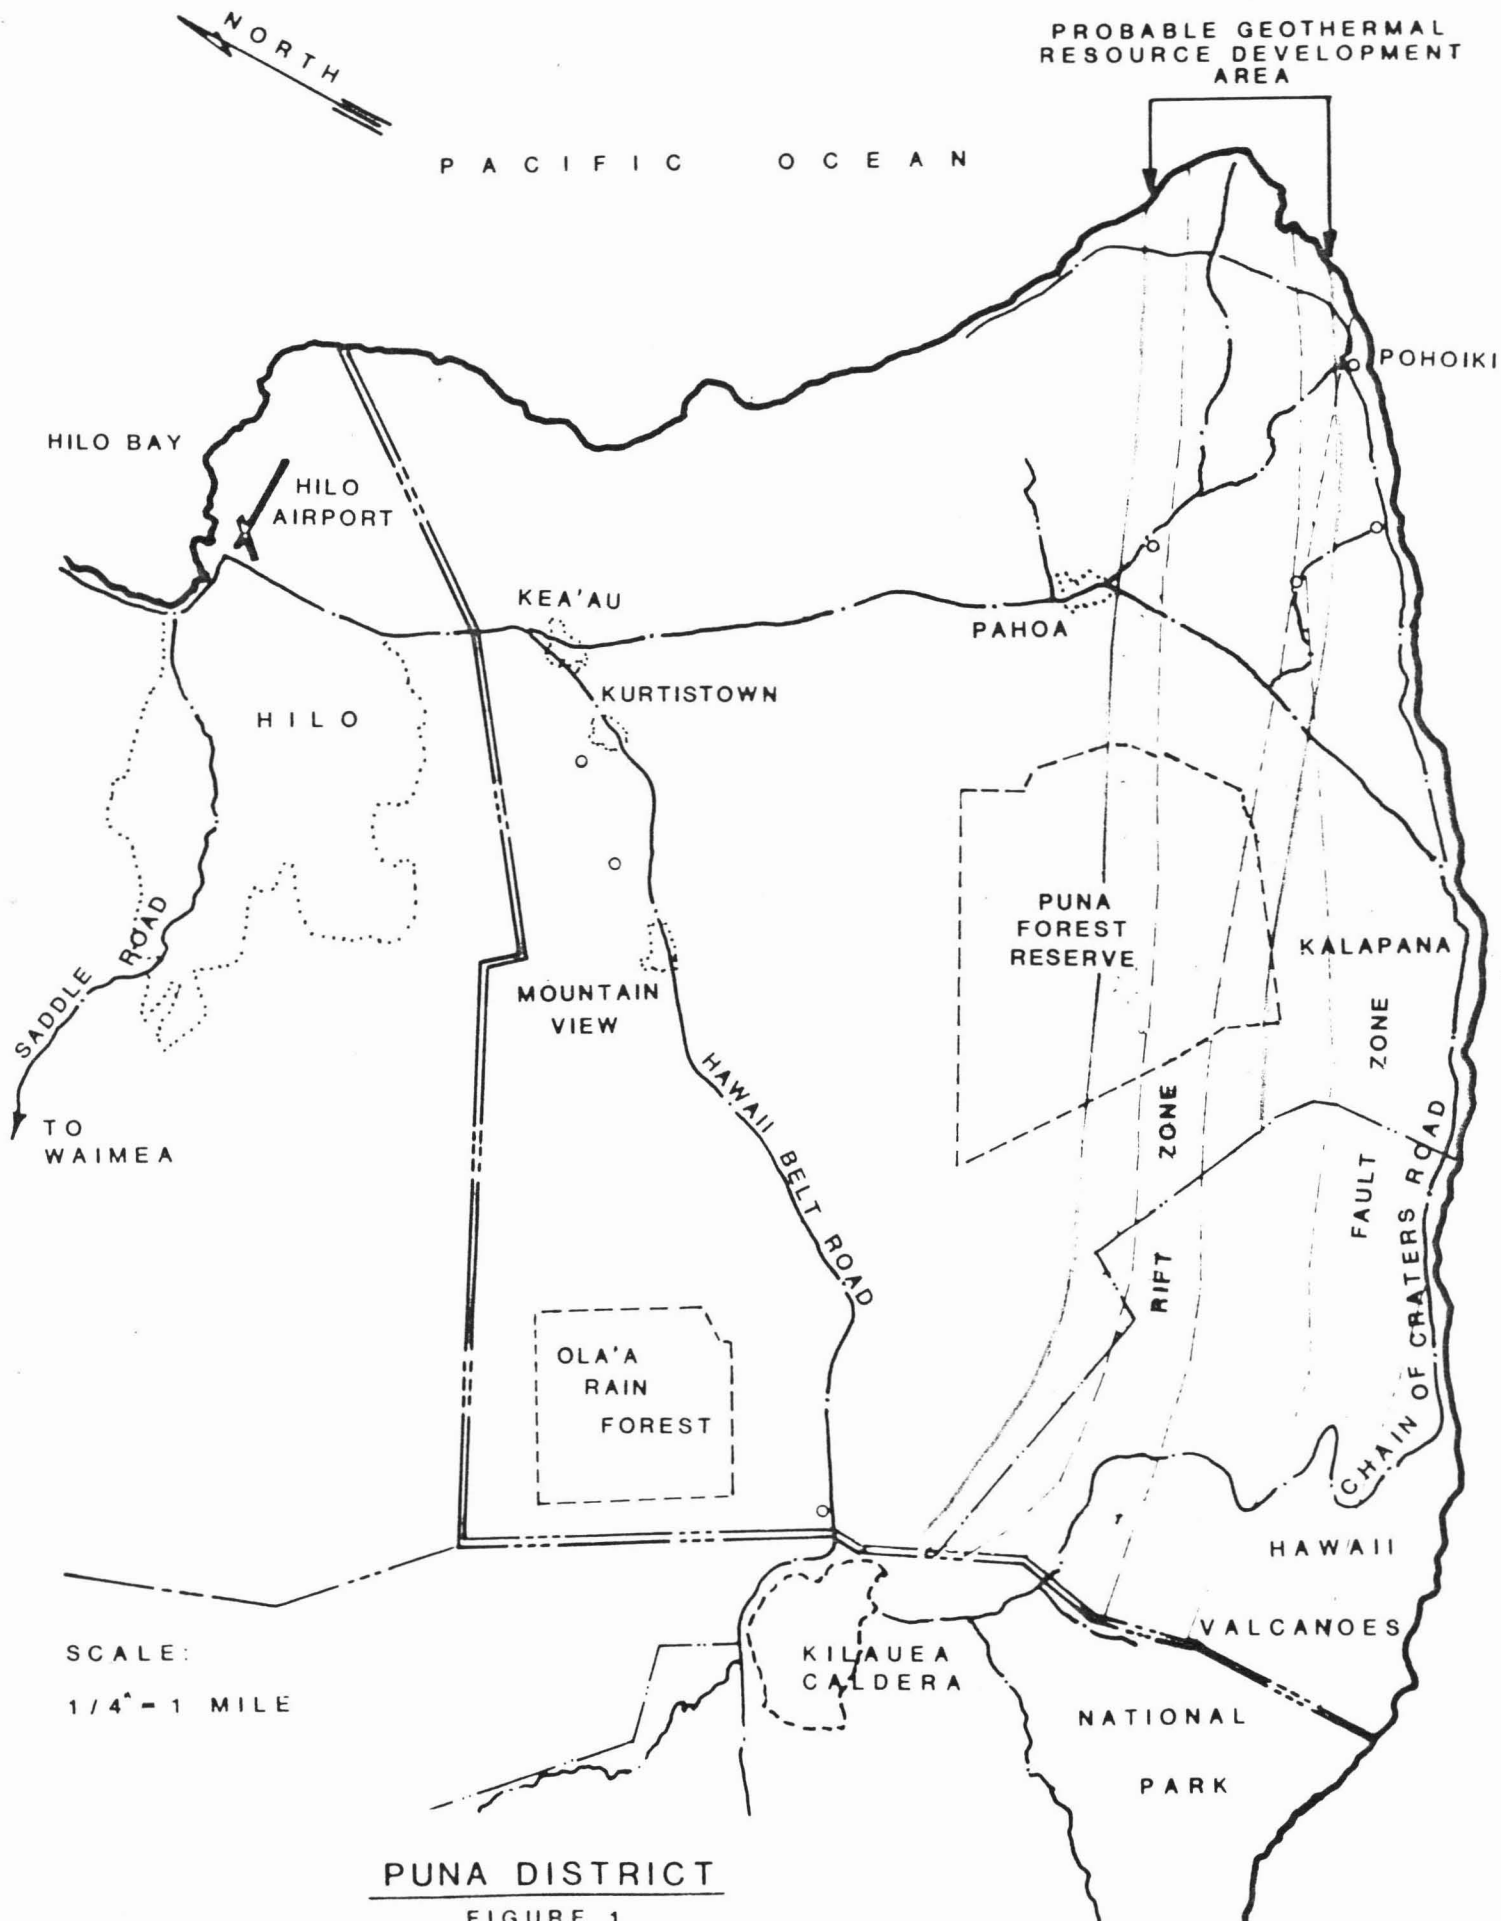 NORTH
PROBABLE GEOTHERMAL
RESOURCE DEVELOPMENT
AREA
PACIFIC OCEAN
POHOIKI
HILO BAY
HILO
AIRPORT
KEA'AU
PAHOA
KURTISTOWN
HILO
PUNA
FOREST
RESERVE
KALAPANA
SADDLE ROAD
MOUNTAIN
VIEW
TO
WAIMEA
HAWAII BELT ROAD
RIFT ZONE
FAULT ZONE
CHAIN OF CRATERS ROAD
OLA'A
RAIN
FOREST
HAWAII
VALCANOES
NATIONAL
PARK
KILAUEA
CALDERA
SCALE:
1/4" = 1 MILE
PUNA DISTRICT
FIGURE 1